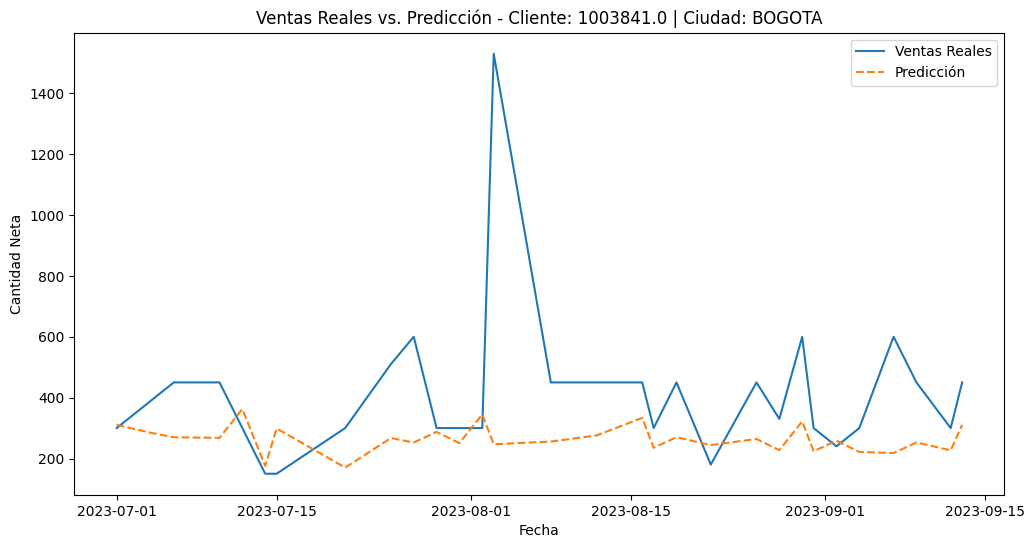 Ventas Reales vs. Predicción - Cliente: 1003841.0 | Ciudad: BOGOTA
Ventas Reales
Predicción
Cantidad Neta
1400
1200
1000
800
600
400
200
2023-07-01
2023-07-15
2023-08-01
2023-08-15
2023-09-01
2023-09-15
Fecha